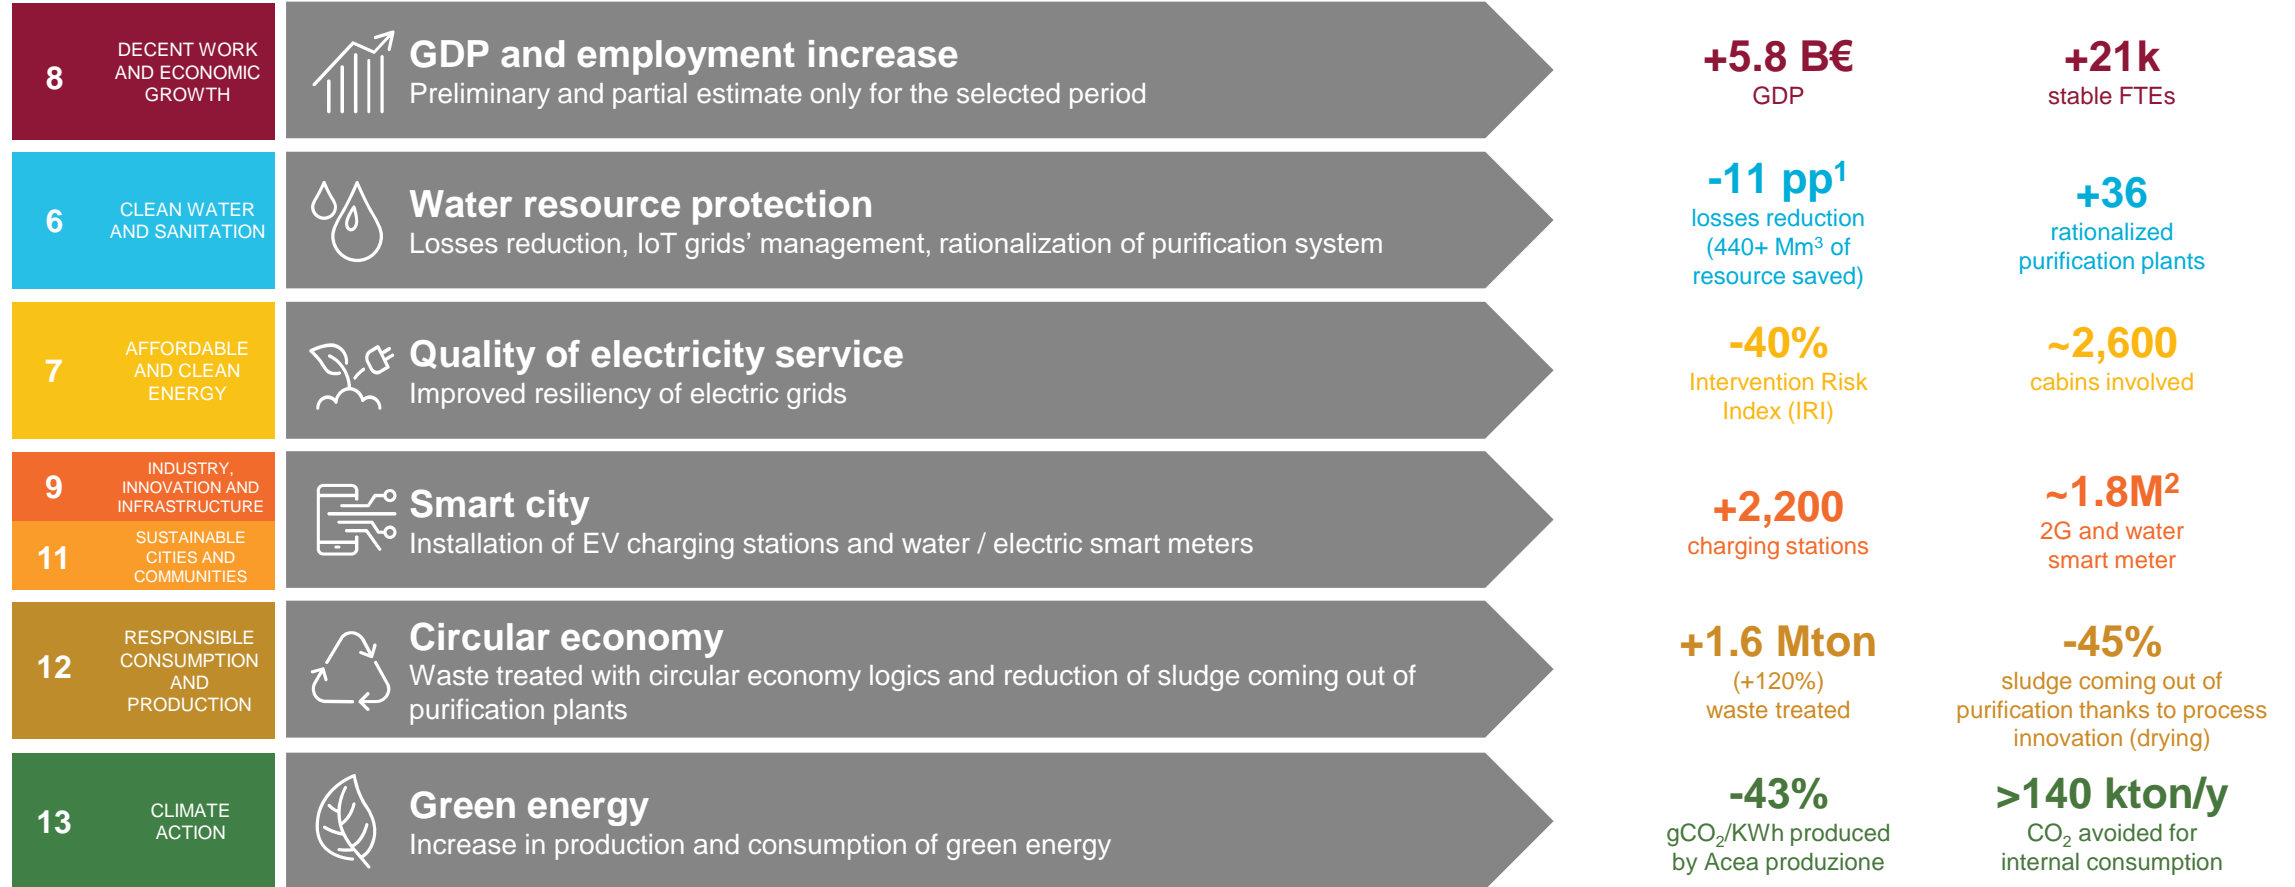 8
DECENT WORK
AND ECONOMIC
GROWTH
GDP and employment increase
Preliminary and partial estimate only for the selected period
+5.8 B€
GDP
+21k
stable FTEs
6
CLEAN WATER
AND SANITATION
Water resource protection
Losses reduction, IoT grids’ management, rationalization of purification system
-11 pp¹
losses reduction
(440+ Mm³ of
resource saved)
+36
rationalized
purification plants
7
AFFORDABLE
AND CLEAN
ENERGY
Quality of electricity service
Improved resiliency of electric grids
-40%
Intervention Risk
Index (IRI)
~2,600
cabins involved
9
INDUSTRY,
INNOVATION AND
INFRASTRUCTURE
11
SUSTAINABLE
CITIES AND
COMMUNITIES
Smart city
Installation of EV charging stations and water / electric smart meters
+2,200
charging stations
~1.8M²
2G and water
smart meter
12
RESPONSIBLE
CONSUMPTION
AND
PRODUCTION
Circular economy
Waste treated with circular economy logics and reduction of sludge coming out of
purification plants
+1.6 Mton
(+120%)
waste treated
-45%
sludge coming out of
purification thanks to process
innovation (drying)
13
CLIMATE
ACTION
Green energy
Increase in production and consumption of green energy
-43%
gCO₂/KWh produced
by Acea produzione
>140 kton/y
CO₂ avoided for
internal consumption